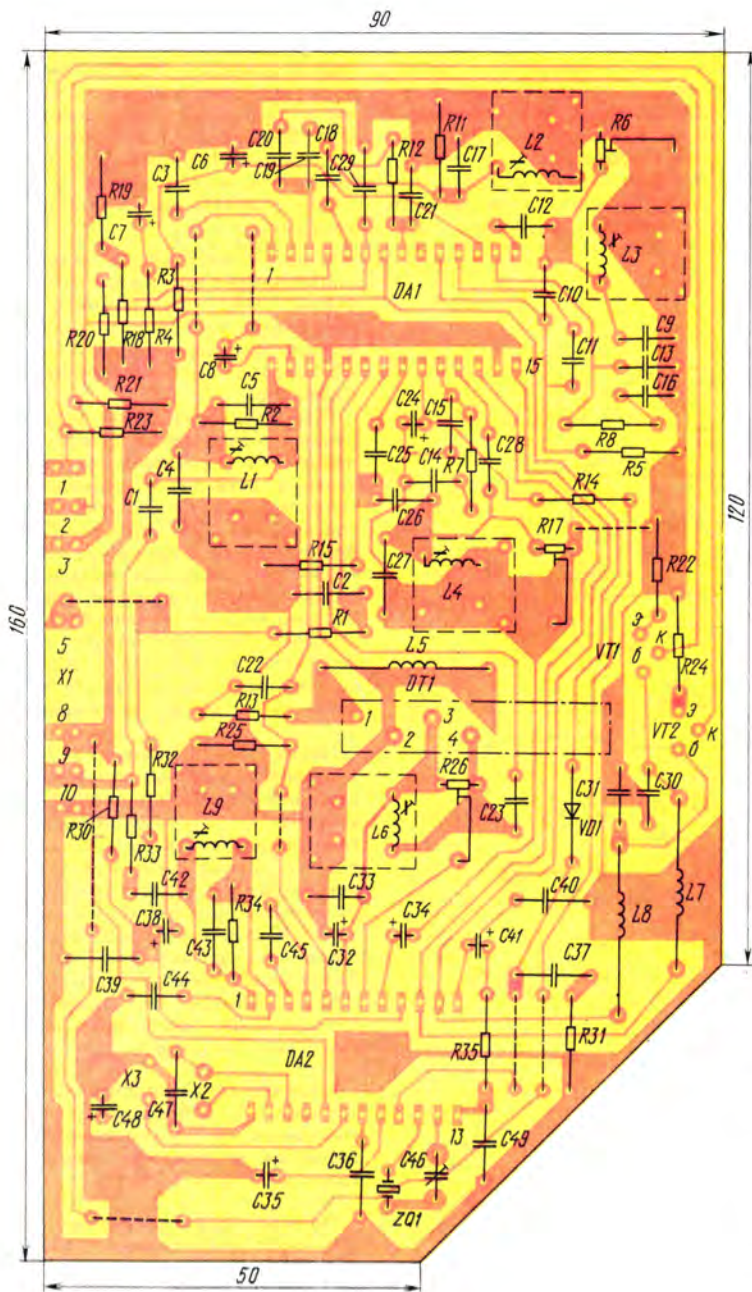 90
C20
C18
R11
L2
R6
C6
C19
C29
R12
C17
C3
R19
C21
C12
C7
L3
R3
1
DA1
C10
R20
R18
R4
C9
C8
C11
C13
15
C16
R21
C5
C24
C15
R23
R2
R8
C25
C14
R7
C28
R5
L1
1
C1
C4
C26
R14
120
2
R15
R17
3
C2
C27
L4
R22
160
R1
Э
К
5
L5
VT1
б
R24
X1
C22
DT1
R13
1
3
Э
8
2
4
VT2
К
R25
б
9
R32
R26
C31
C30
10
L9
L6
C23
VD1
R30
R33
C42
C33
C40
L8
L7
C38
R34
C34
C43
C45
C32
C41
C39
C37
C44
1
DA2
R35
R31
X3
X2
C47
C48
13
C49
C36
C46
C35
ZQ1
50